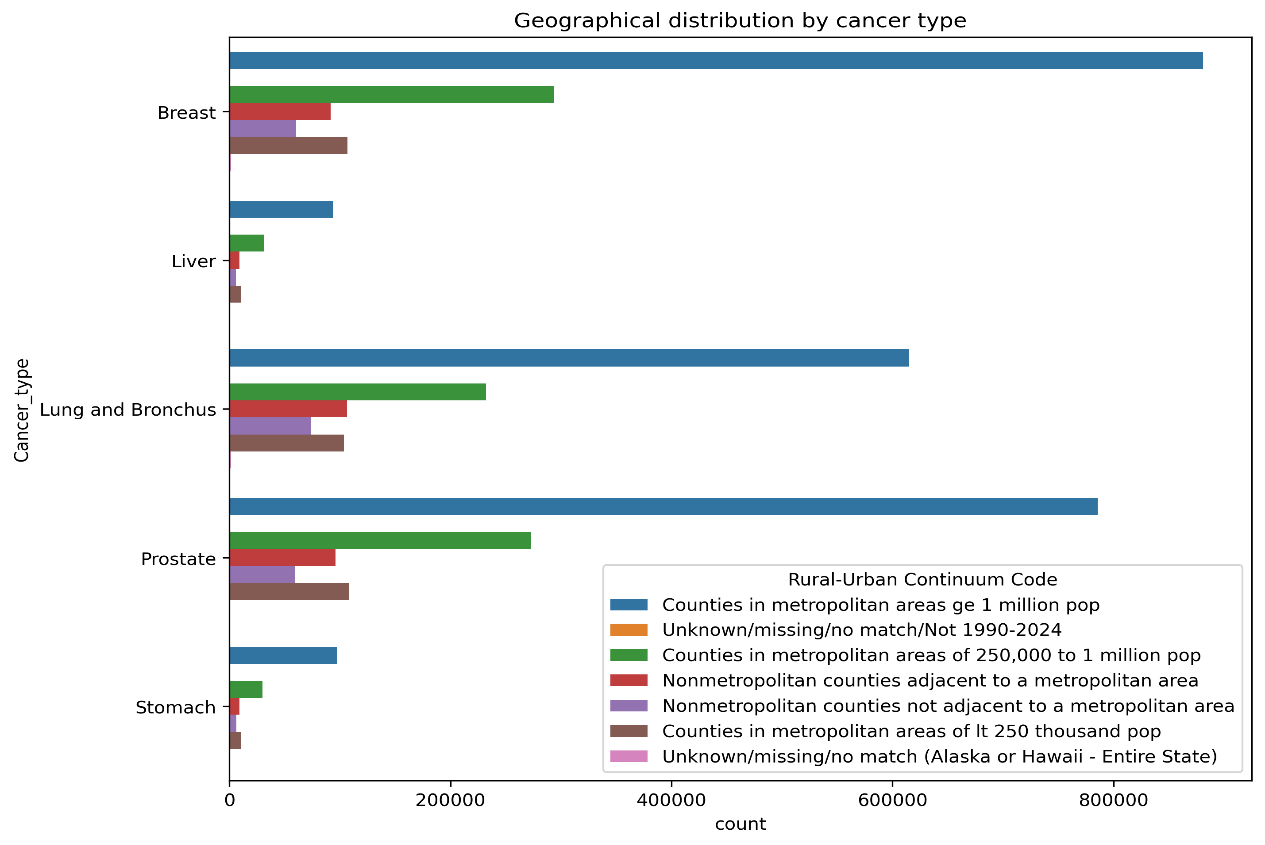 Geographical distribution by cancer type
Cancer_type
Breast
Liver
Lung and Bronchus
Prostate
Stomach
Rural-Urban Continuum Code
Counties in metropolitan areas ge 1 million pop
Unknown/missing/no match/Not 1990-2024
Counties in metropolitan areas of 250,000 to 1 million pop
Nonmetropolitan counties adjacent to a metropolitan area
Nonmetropolitan counties not adjacent to a metropolitan area
Counties in metropolitan areas of lt 250 thousand pop
Unknown/missing/no match (Alaska or Hawaii - Entire State)
0 200000 400000 600000 800000
count